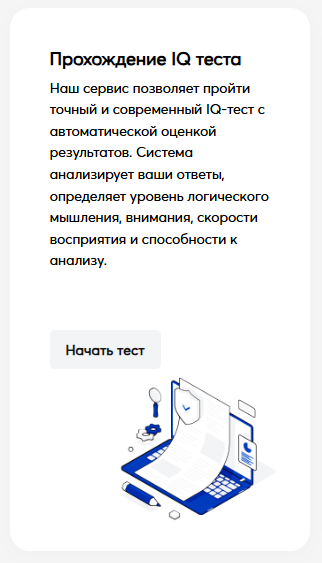 Прохождение IQ теста
Наш сервис позволяет пройти
точный и современный IQ-тест с
автоматической оценкой
результатов. Система
анализирует ваши ответы,
определяет уровень логического
мышления, внимания, скорости
восприятия и способности к
анализу.
Начать тест